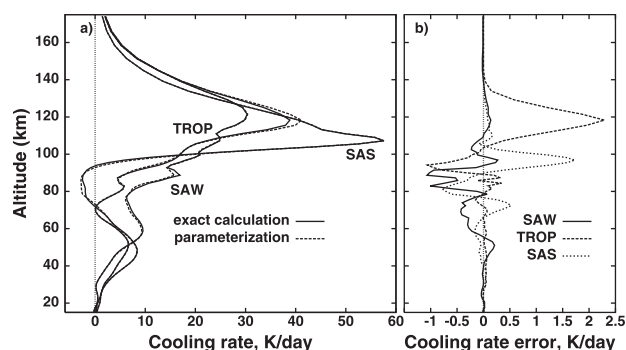 a)
b)
Altitude (km)
160
140
120
100
80
60
40
20
TROP
SAS
SAW
exact calculation
parameterization
SAW
TROP
SAS
0 10 20 30 40 50 60
-1 -0.5 0 0.5 1 1.5 2 2.5
Cooling rate, K/day
Cooling rate error, K/day